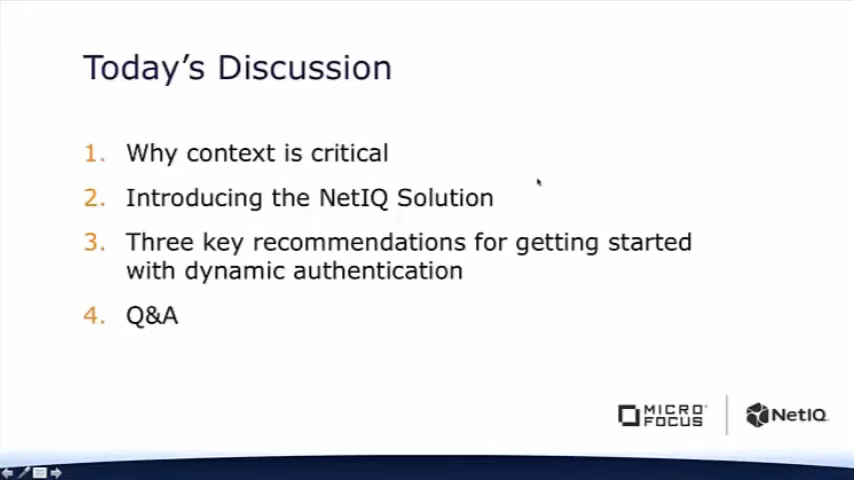 Today's Discussion
1. Why context is critical
2. Introducing the NetIQ Solution
3. Three key recommendations for getting started
with dynamic authentication
4. Q&A
MICRO
FOCUS
NetIQ